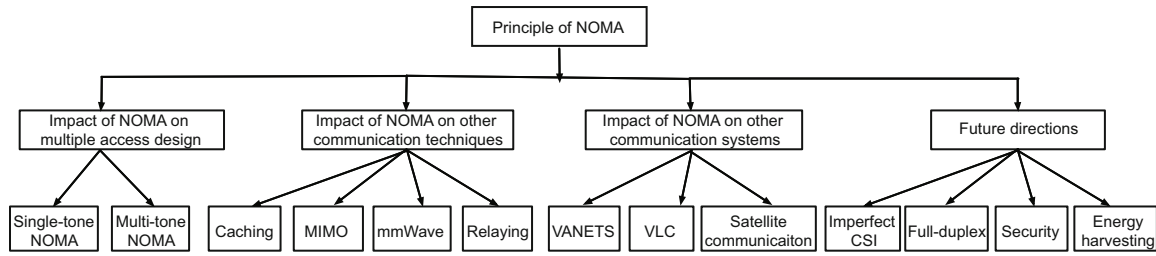 Principle of NOMA
Impact of NOMA on
multiple access design
Impact of NOMA on other
communication techniques
Impact of NOMA on other
communication systems
Future directions
Single-tone
NOMA
Multi-tone
NOMA
Caching
MIMO
mmWave
Relaying
VANETS
VLC
Satellite
communicaiton
Imperfect
CSI
Full-duplex
Security
Energy
harvesting